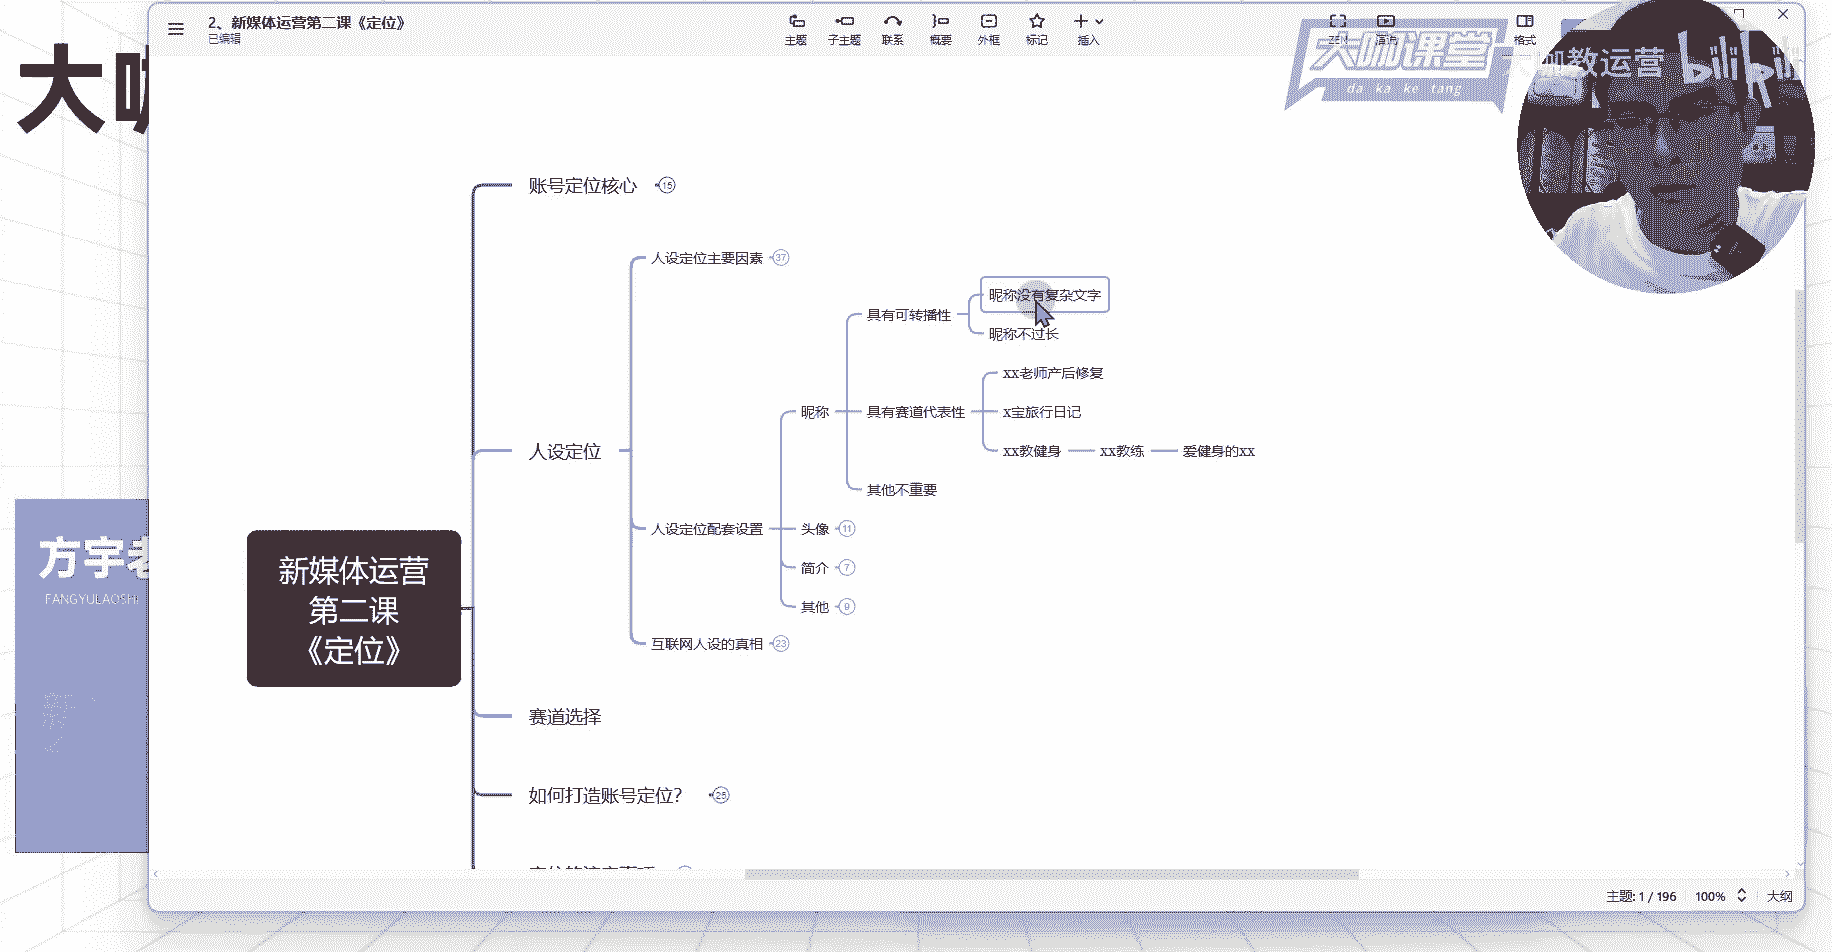 2、新媒体运营第二课《定位》
已编辑
主题
子主题
联系
概要
外框
标记
插入
ZEN
演说
格式
大咖课堂
da ka ke tang
咖教运营
bilibili
大咖
账号定位核心 15
人设定位主要因素 37
昵称没有复杂文字
具有可转播性
昵称不过长
xx老师产后修复
昵称
具有赛道代表性
x宝旅行日记
人设定位
xx教健身
xx教练
爱健身的xx
其他不重要
人设定位配套设置
头像 11
简介 7
其他 9
互联网人设的真相 23
新媒体运营
第二课
《定位》
方宇老
FANGYULAOSHI
赛道选择
如何打造账号定位? 25
主题: 1 / 196
100%
大纲